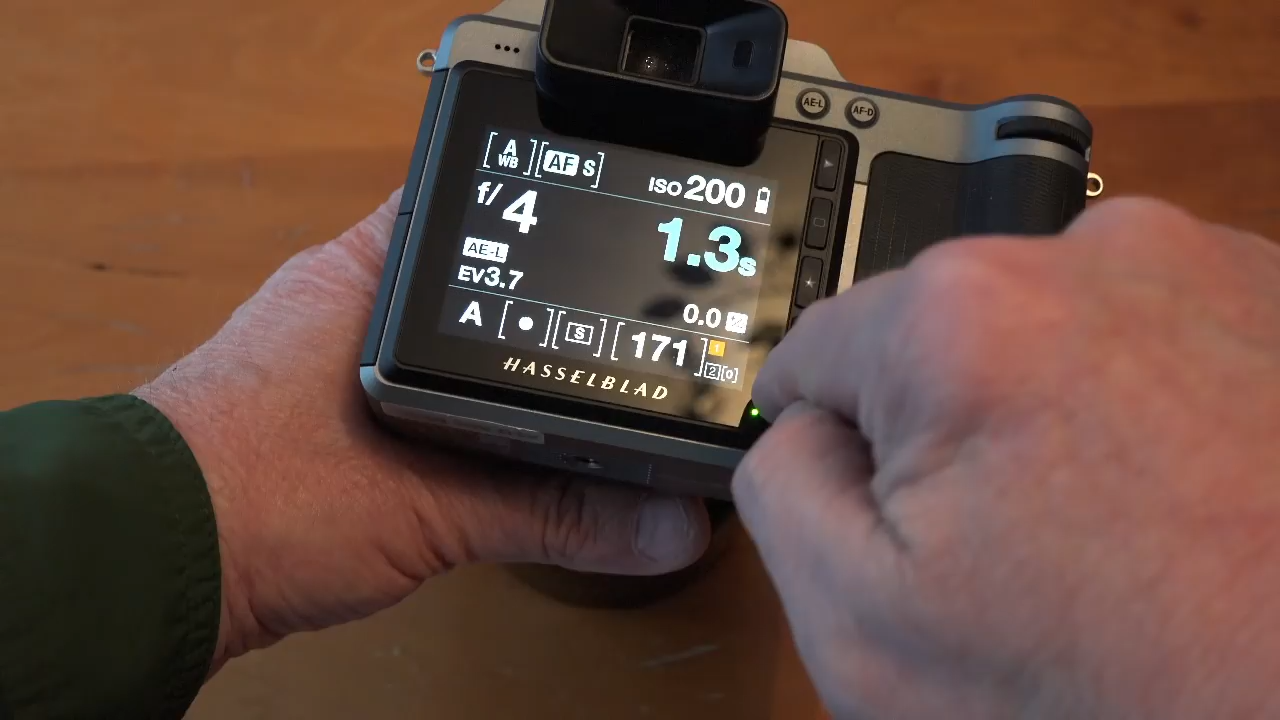 AE-L AF-D
[A WB] [AF S] ISO 200
f/4 1.3s
AE-L
EV3.7
0.0
A [●] [S] [171] 1
2[0]
HASSELBLAD